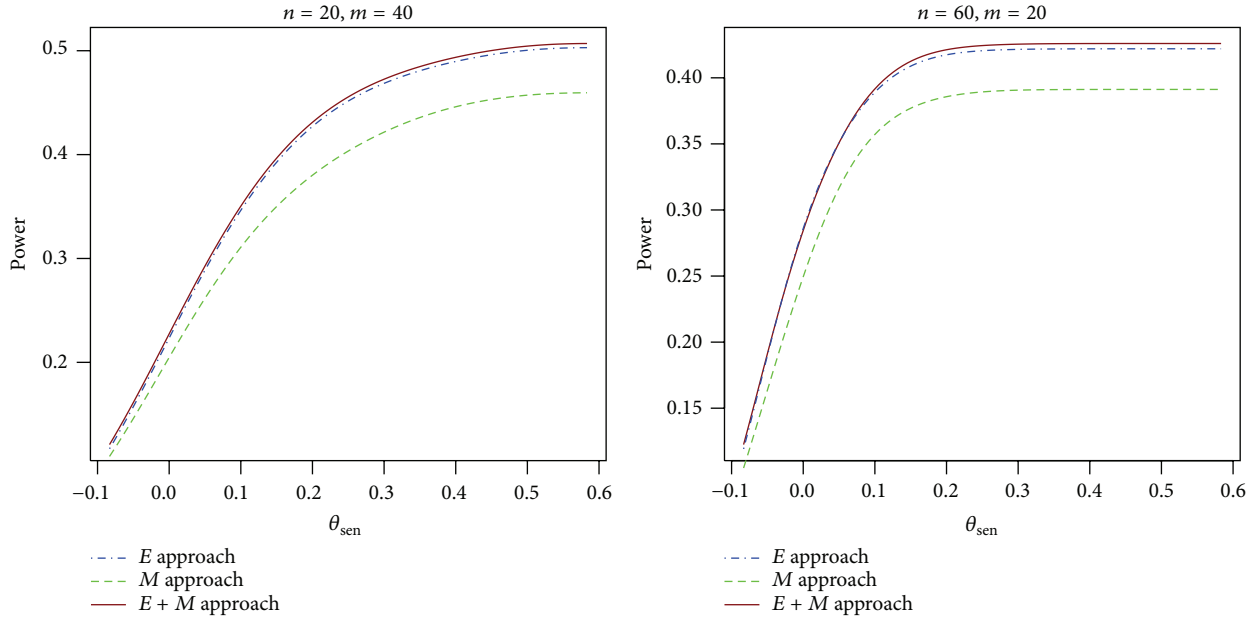 n = 20, m = 40
0.5
0.4
0.3
0.2
Power
−0.1 0.0 0.1 0.2 0.3 0.4 0.5 0.6
θsen
E approach
M approach
E + M approach
n = 60, m = 20
0.40
0.35
0.30
0.25
0.20
0.15
Power
−0.1 0.0 0.1 0.2 0.3 0.4 0.5 0.6
θsen
E approach
M approach
E + M approach